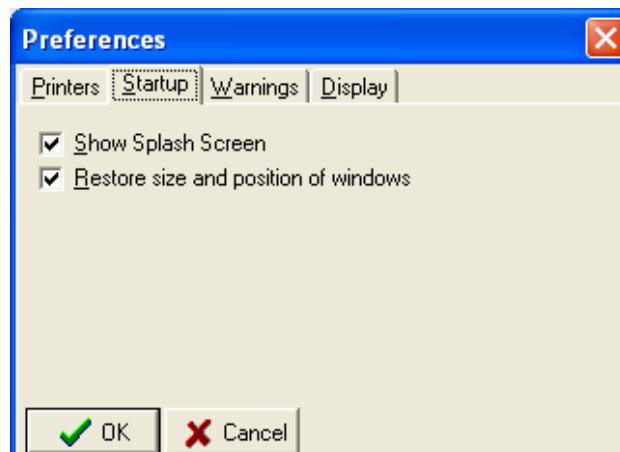 Preferences
Printers Startup Warnings Display
Show Splash Screen
Restore size and position of windows
OK Cancel